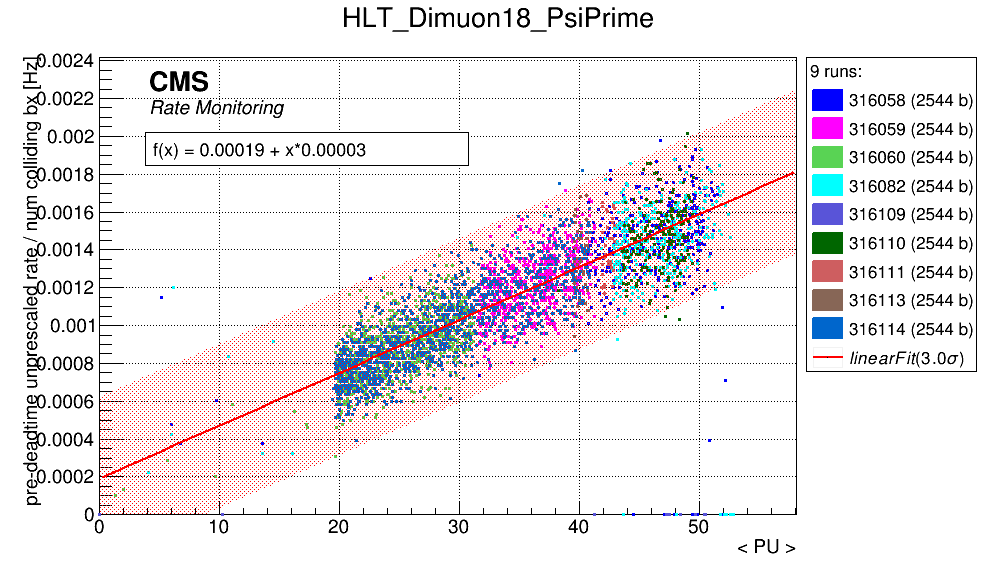 HLT_Dimuon18_PsiPrime
pre-deadtime unprescaled rate / num colliding bx [Hz]
0.0024
0.0022
0.002
0.0018
0.0016
0.0014
0.0012
0.001
0.0008
0.0006
0.0004
0.0002
0
CMS
Rate Monitoring
f(x) = 0.00019 + x*0.00003
0 10 20 30 40 50
< PU >
9 runs:
316058 (2544 b)
316059 (2544 b)
316060 (2544 b)
316082 (2544 b)
316109 (2544 b)
316110 (2544 b)
316111 (2544 b)
316113 (2544 b)
316114 (2544 b)
linearFit(3.0σ)